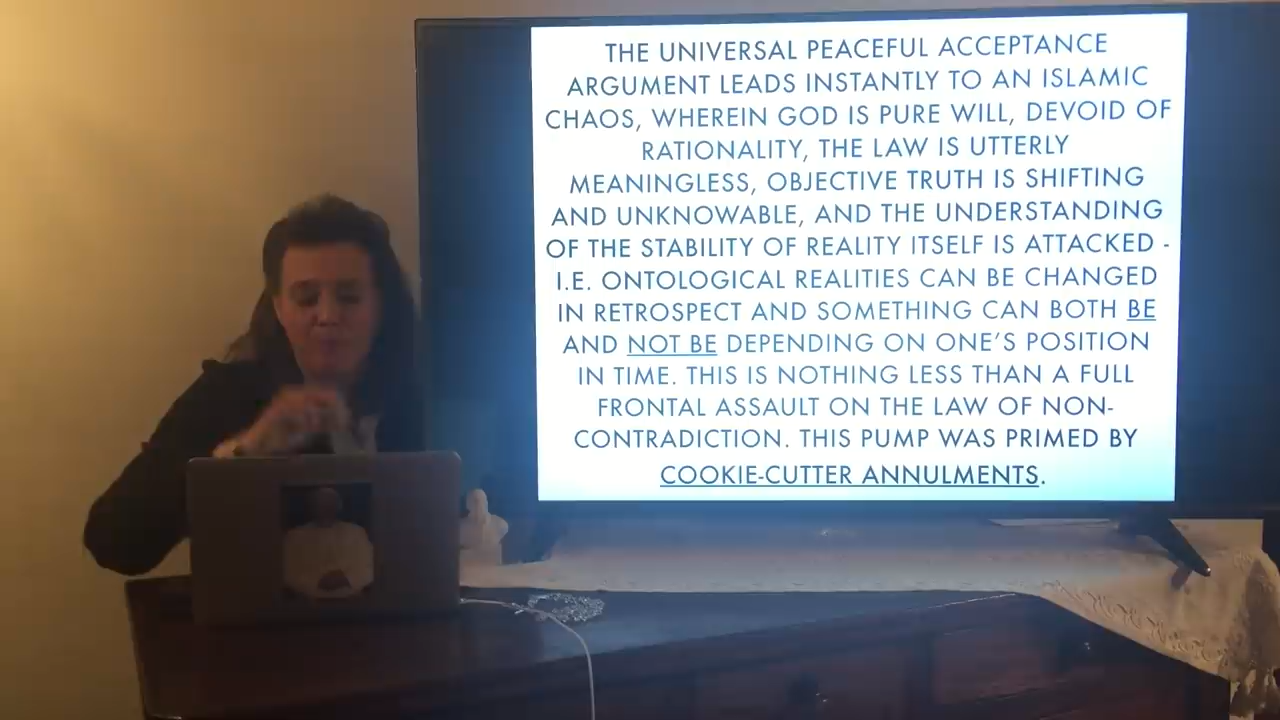 THE UNIVERSAL PEACEFUL ACCEPTANCE
ARGUMENT LEADS INSTANTLY TO AN ISLAMIC
CHAOS, WHEREIN GOD IS PURE WILL, DEVOID OF
RATIONALITY, THE LAW IS UTTERLY
MEANINGLESS, OBJECTIVE TRUTH IS SHIFTING
AND UNKNOWABLE, AND THE UNDERSTANDING
OF THE STABILITY OF REALITY ITSELF IS ATTACKED -
I.E. ONTOLOGICAL REALITIES CAN BE CHANGED
IN RETROSPECT AND SOMETHING CAN BOTH BE
AND NOT BE DEPENDING ON ONE'S POSITION
IN TIME. THIS IS NOTHING LESS THAN A FULL
FRONTAL ASSAULT ON THE LAW OF NON-
CONTRADICTION. THIS PUMP WAS PRIMED BY
COOKIE-CUTTER ANNULMENTS.